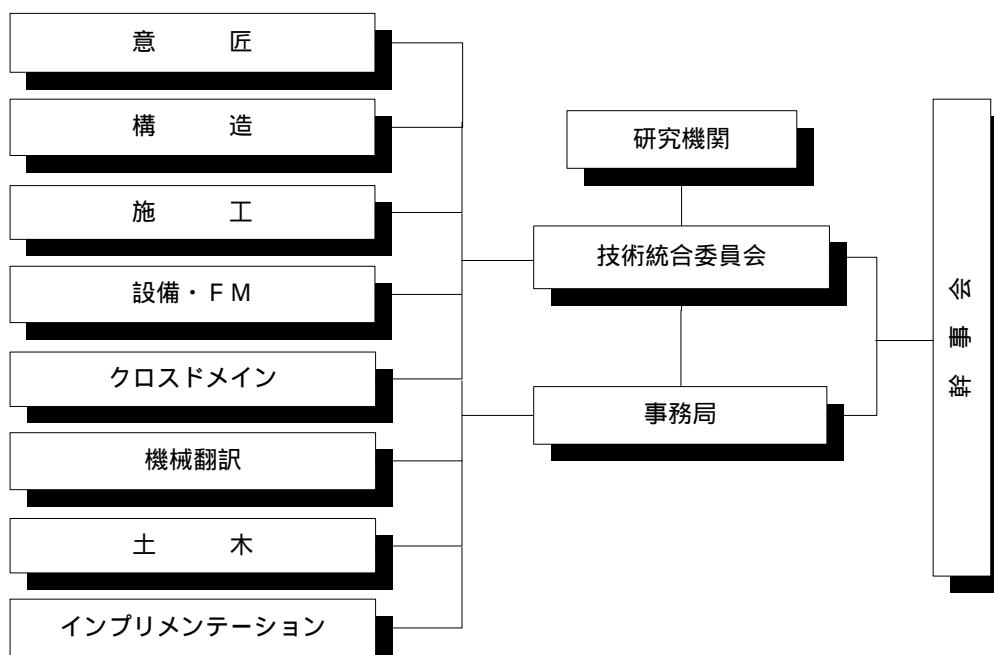 意　匠
構　造
施　工
設備・ＦＭ
クロスドメイン
機械翻訳
土　木
インプリメンテーション
研究機関
技術統合委員会
事務局
幹事会